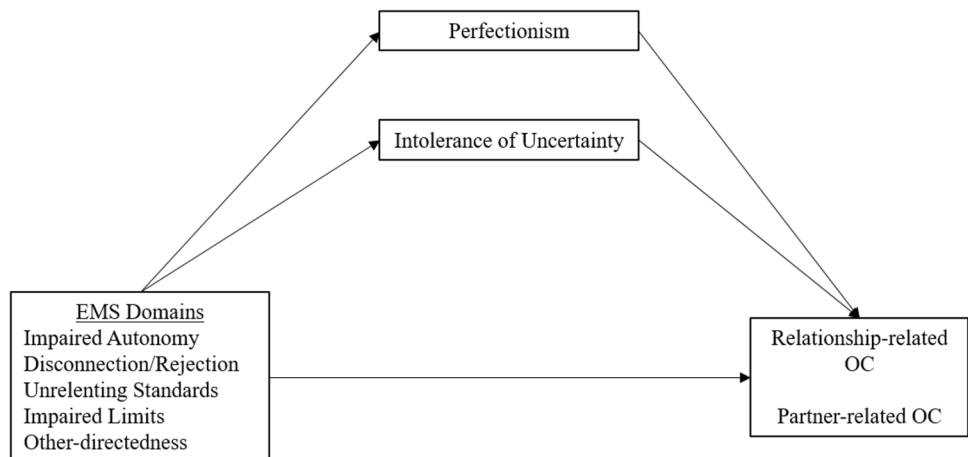 Perfectionism
Intolerance of Uncertainty
EMS Domains
Impaired Autonomy
Disconnection/Rejection
Unrelenting Standards
Impaired Limits
Other-directedness
Relationship-related
OC
Partner-related OC